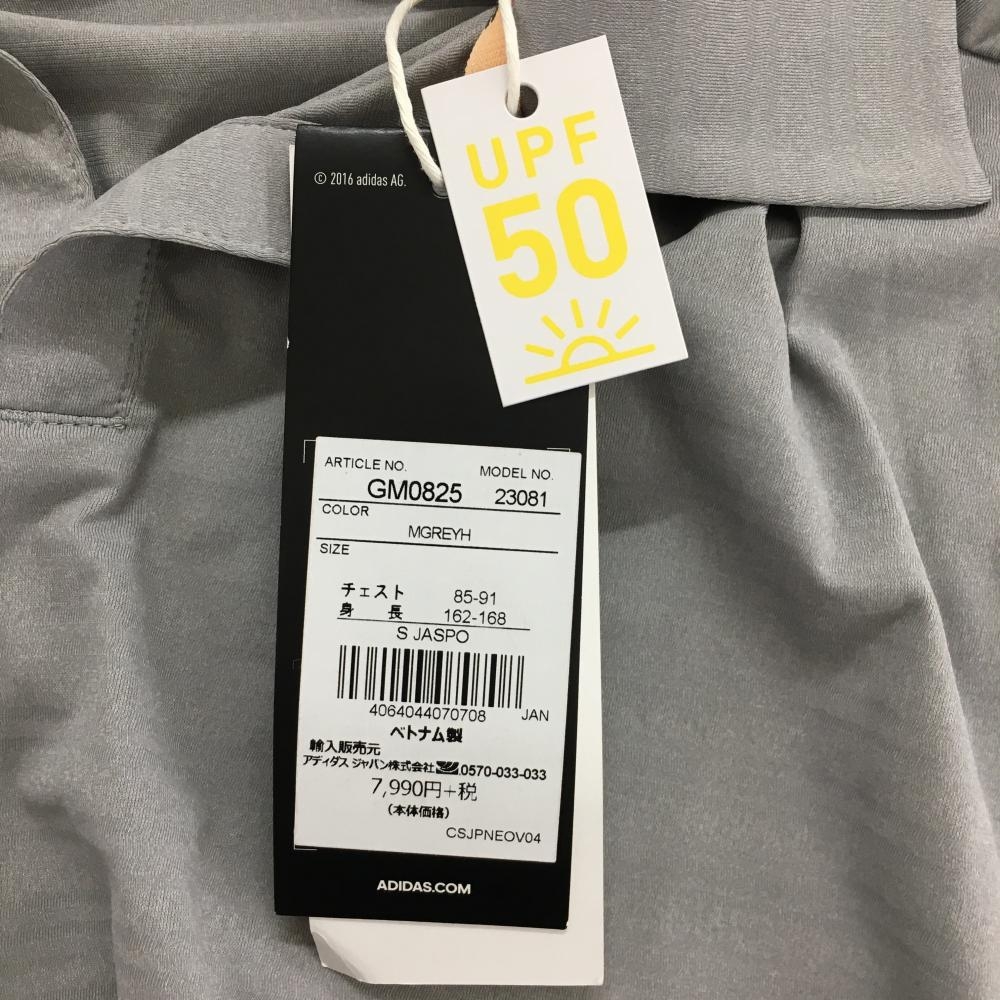 © 2016 adidas AG.
UPF
50
ARTICLE NO. MODEL NO.
GM0825 23081
COLOR
MGREYH
SIZE
チェスト 85-91
身長 162-168
S JASPO
4064044070708 JAN
ベトナム製
輸入販売元
アディダス ジャパン株式会社 0570-033-033
7,990円+税
(本体価格)
CSJPNEOV04
ADIDAS.COM